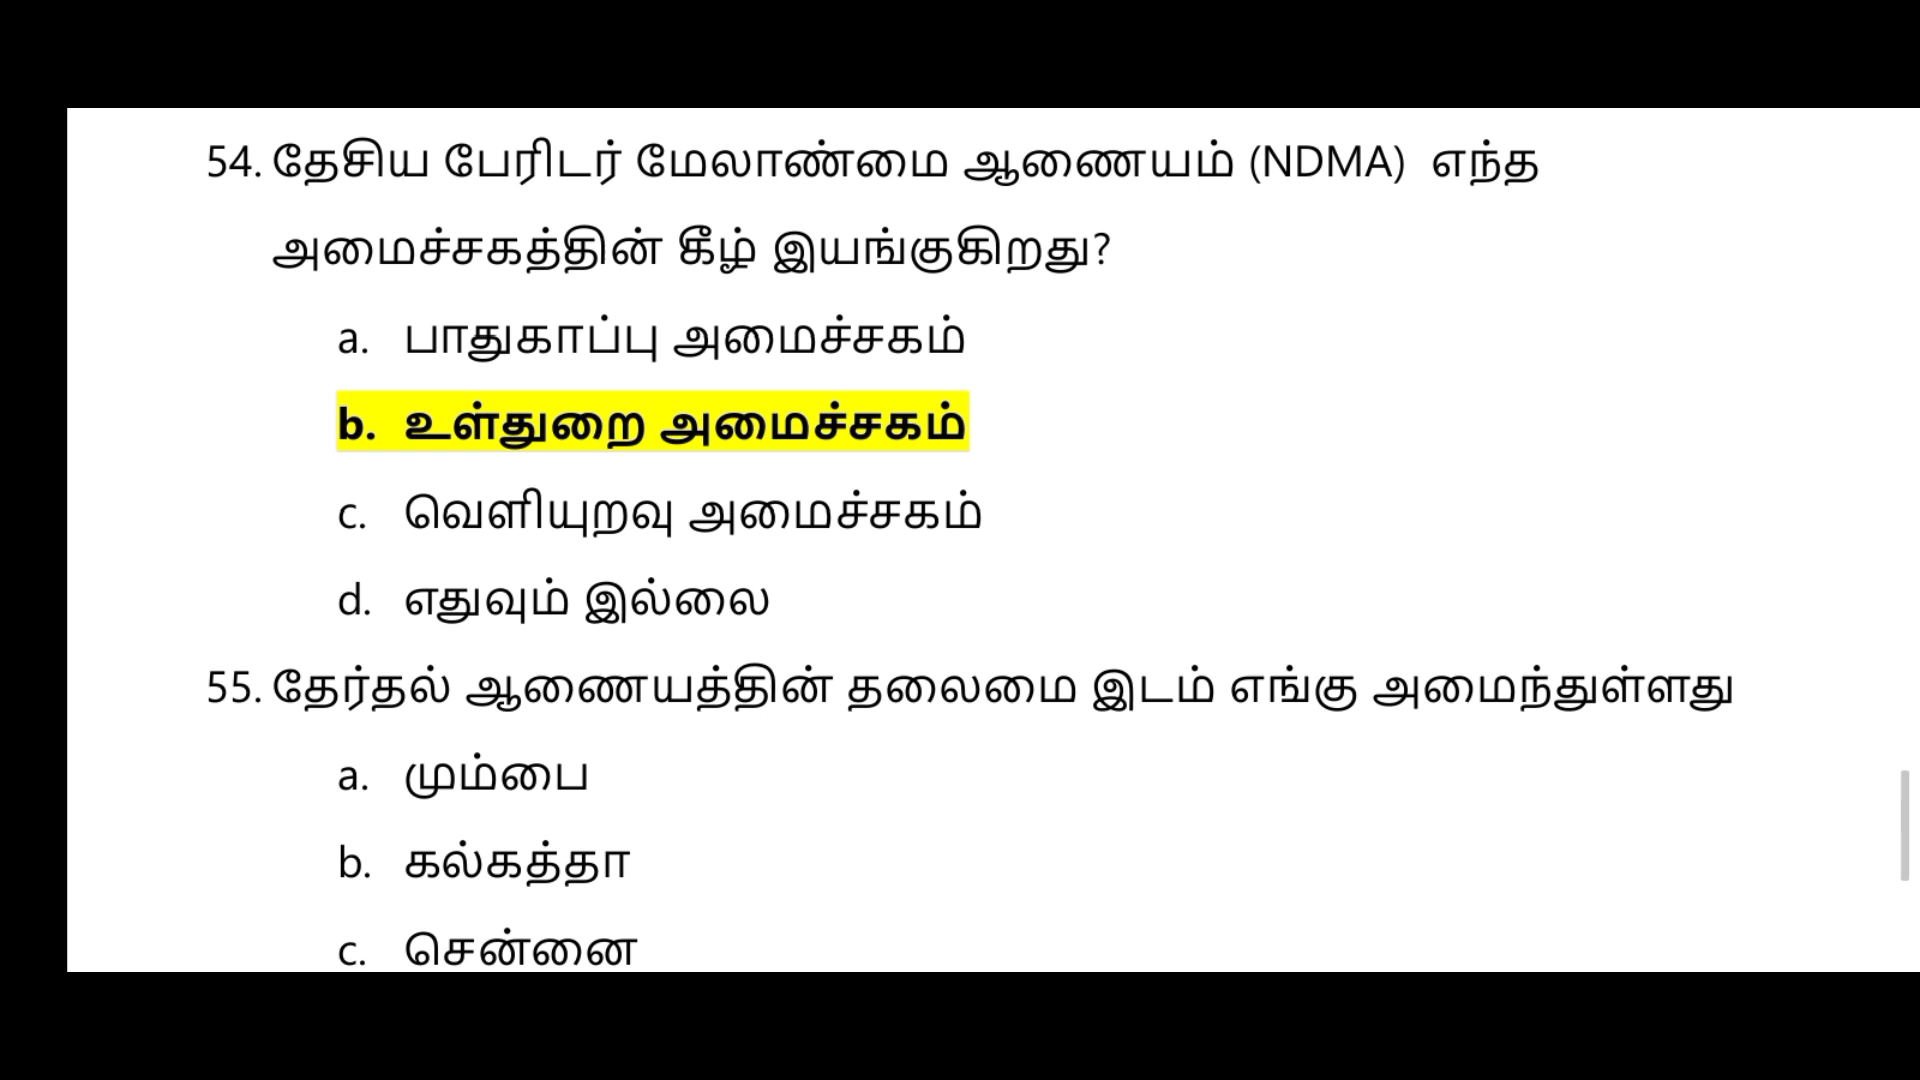 54. தேசிய பேரிடர் மேலாண்மை ஆணையம் (NDMA) எந்த
அமைச்சகத்தின் கீழ் இயங்குகிறது?
a. பாதுகாப்பு அமைச்சகம்
b. உள்துறை அமைச்சகம்
c. வெளியுறவு அமைச்சகம்
d. எதுவும் இல்லை
55. தேர்தல் ஆணையத்தின் தலைமை இடம் எங்கு அமைந்துள்ளது
a. மும்பை
b. கல்கத்தா
c. சென்னை